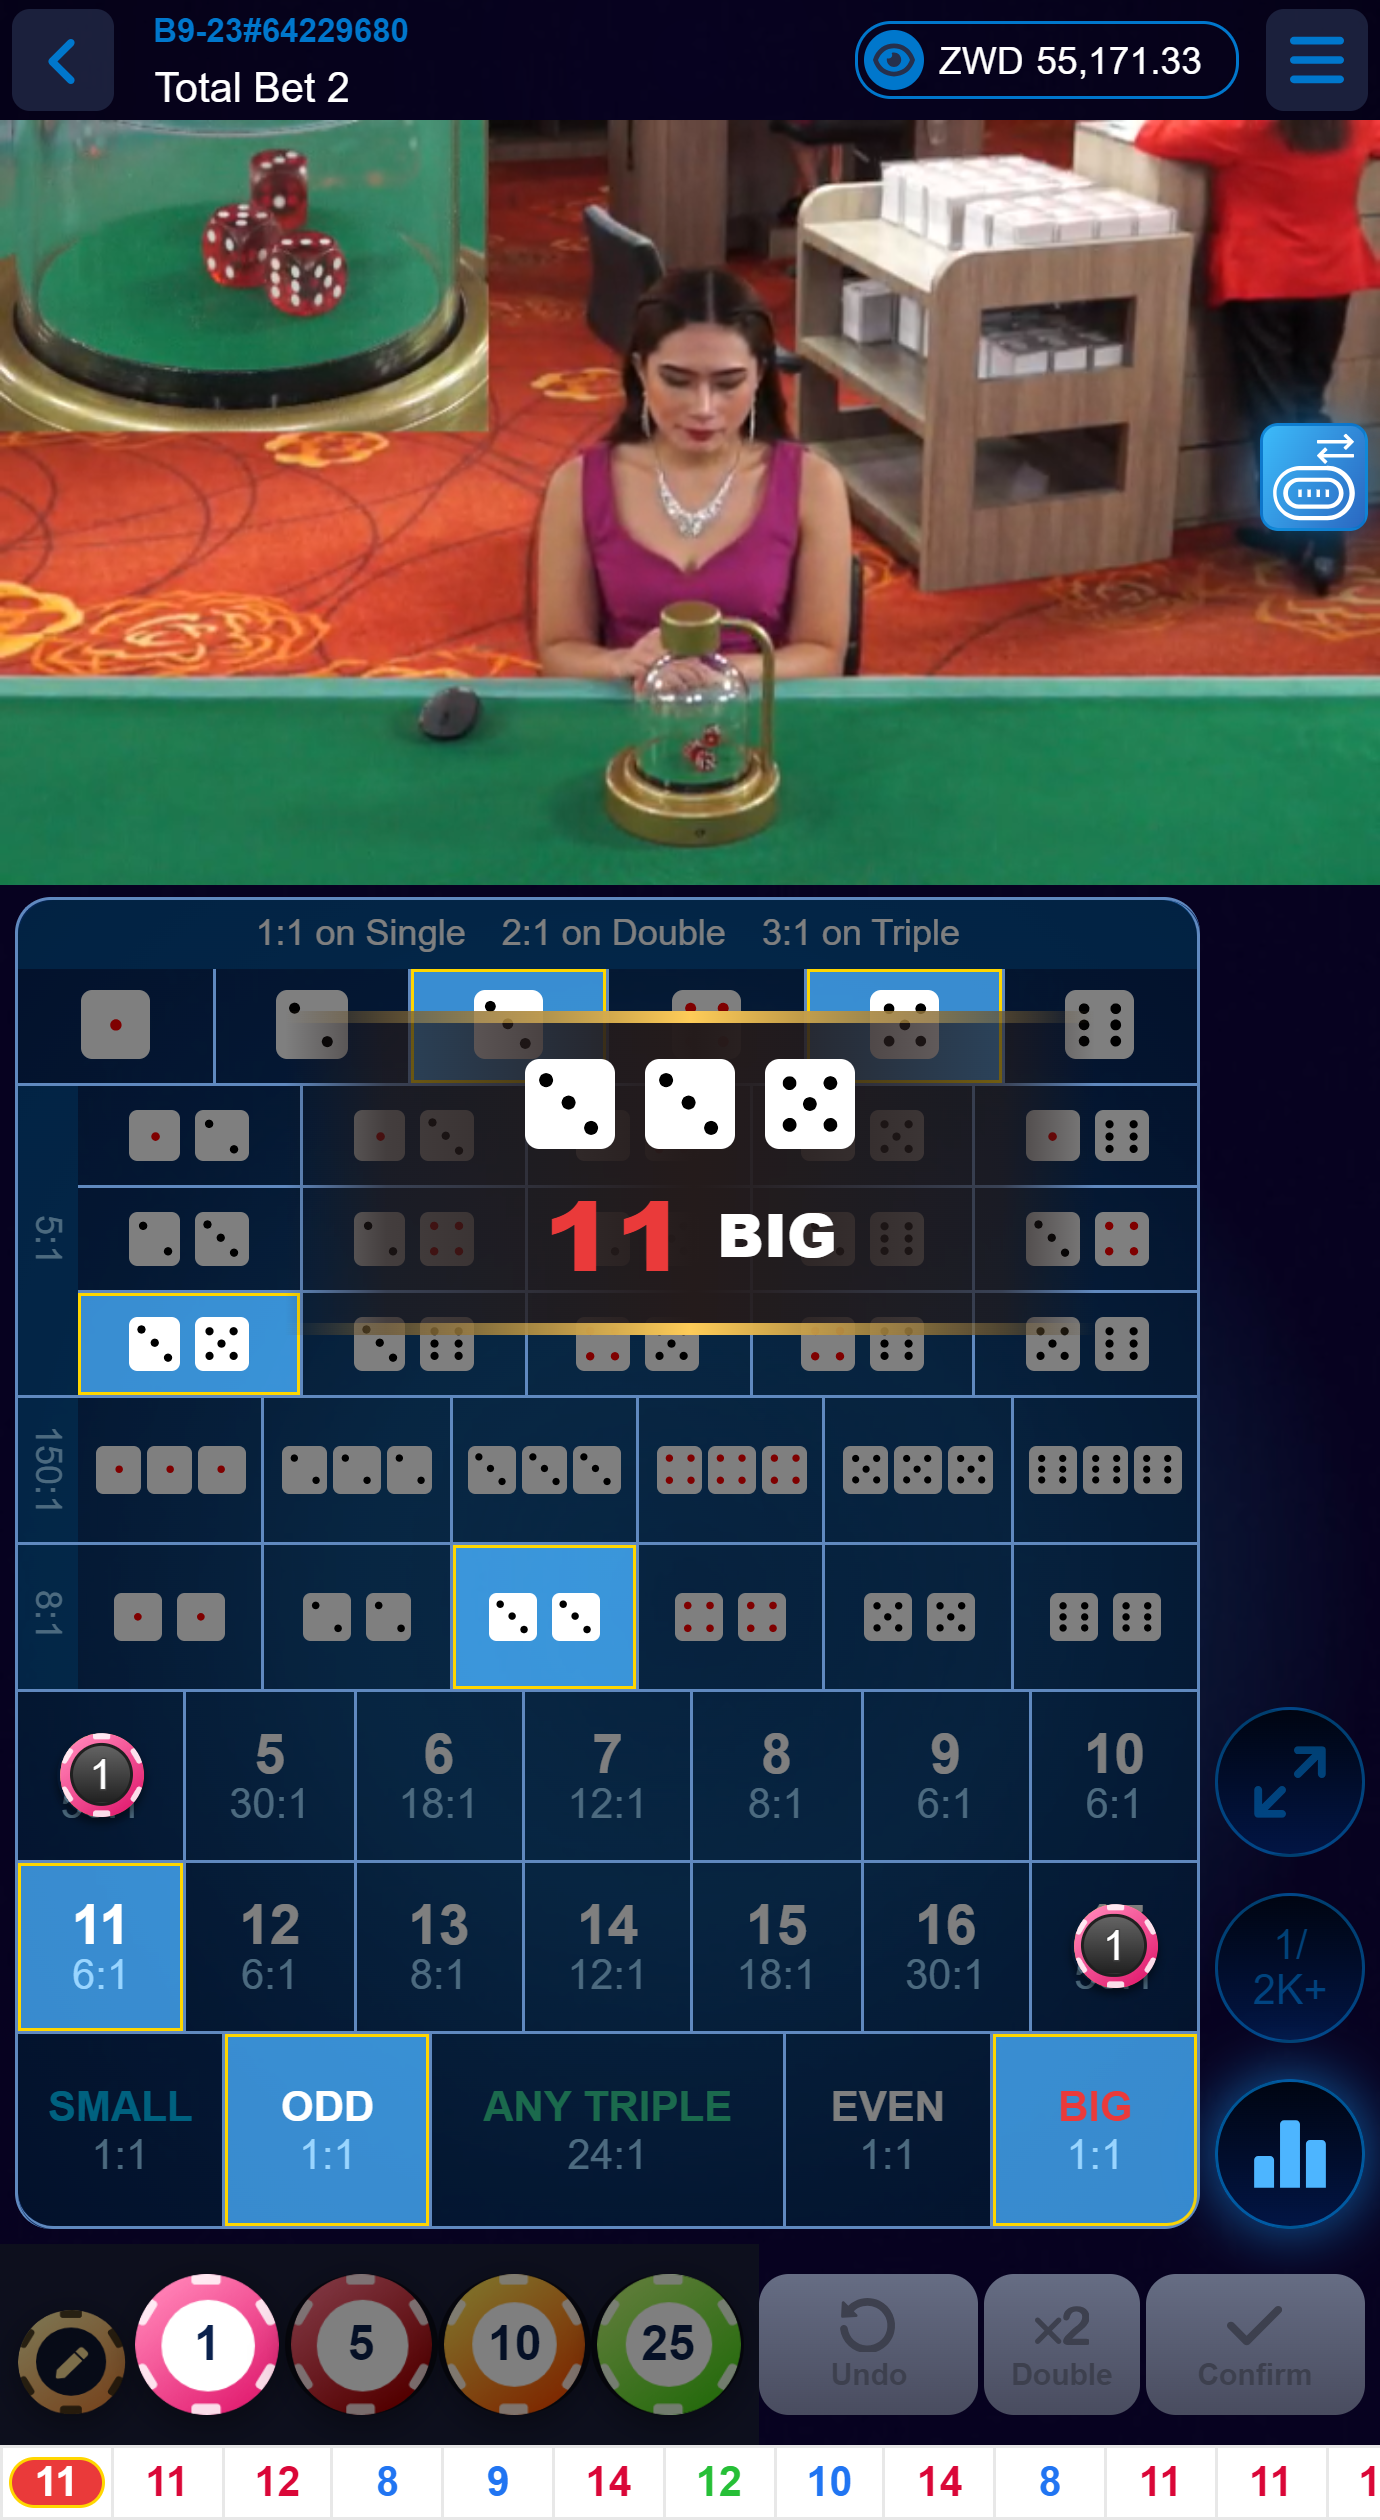 B9-23#64229680
Total Bet 2
ZWD 55,171.33
1:1 on Single 2:1 on Double 3:1 on Triple
11 BIG
5:1
150:1
8:1
1 5 6 7 8 9 10
30:1 18:1 12:1 8:1 6:1 6:1
11 12 13 14 15 16 1
6:1 6:1 8:1 12:1 18:1 30:1
1/
2K+
SMALL ODD ANY TRIPLE EVEN BIG
1:1 1:1 24:1 1:1 1:1
1 5 10 25
x2
Undo Double Confirm
11 11 12 8 9 14 12 10 14 8 11 11